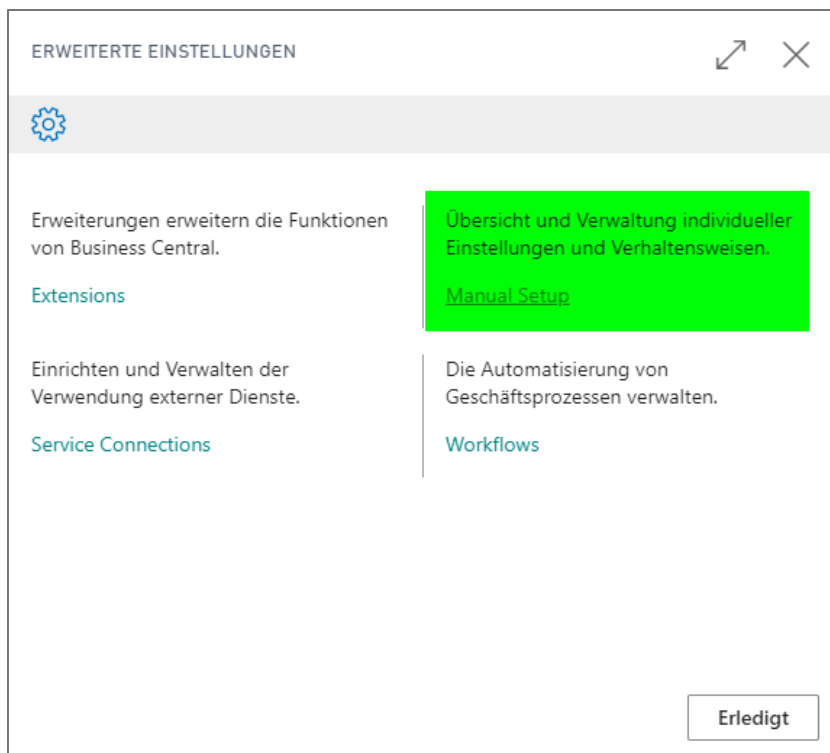 ERWEITERTE EINSTELLUNGEN
Erweiterungen erweitern die Funktionen
von Business Central.
Extensions
Übersicht und Verwaltung individueller
Einstellungen und Verhaltensweisen.
Manual Setup
Einrichten und Verwalten der
Verwendung externer Dienste.
Service Connections
Die Automatisierung von
Geschäftsprozessen verwalten.
Workflows
Erledigt